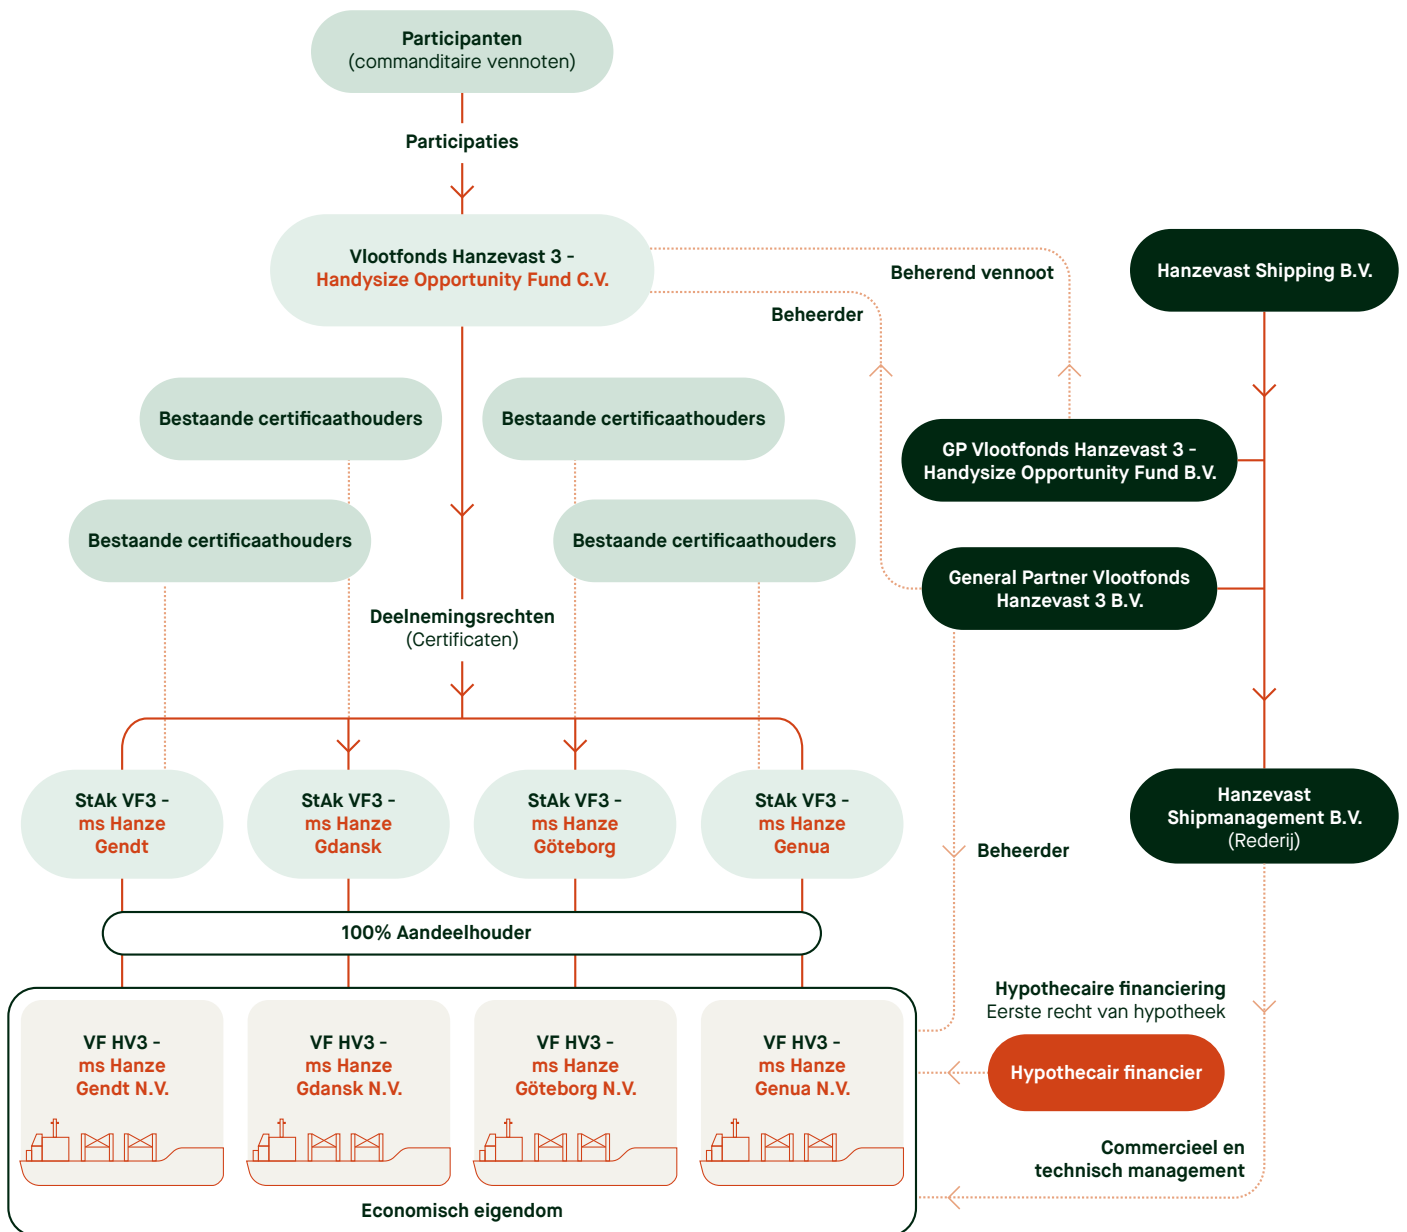 Participanten
(commanditaire vennoten)
Participaties
Vlootfonds Hanzevast 3 -
Handysize Opportunity Fund C.V.
Beherend vennoot
Beheerder
Hanzevast Shipping B.V.
Bestaande certificaathouders
Bestaande certificaathouders
GP Vlootfonds Hanzevast 3 -
Handysize Opportunity Fund B.V.
Bestaande certificaathouders
Bestaande certificaathouders
General Partner Vlootfonds
Hanzevast 3 B.V.
Deelnemingsrechten
(Certificaten)
StAk VF3 -
ms Hanze
Gendt
StAk VF3 -
ms Hanze
Gdansk
StAk VF3 -
ms Hanze
Göteborg
StAk VF3 -
ms Hanze
Genua
Hanzevast
Shipmanagement B.V.
(Rederij)
Beheerder
100% Aandeelhouder
Hypothecaire financiering
Eerste recht van hypotheek
Hypothecair financier
VF HV3 -
ms Hanze
Gendt N.V.
VF HV3 -
ms Hanze
Gdansk N.V.
VF HV3 -
ms Hanze
Göteborg N.V.
VF HV3 -
ms Hanze
Genua N.V.
Commercieel en
technisch management
Economisch eigendom